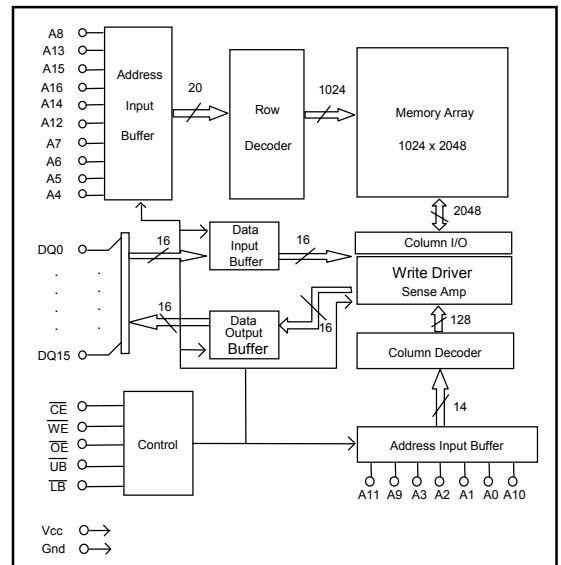 A8
A13
A15
A16
A14
A12
A7
A6
A5
A4
Address
Input
Buffer
20
Row
Decoder
1024
Memory Array
1024 x 2048
2048
Column I/O
Write Driver
Sense Amp
128
Column Decoder
14
Address Input Buffer
A11 A9 A3 A2 A1 A0 A10
DQ0
DQ15
16
Data
Input
Buffer
16
16
Data
Output
Buffer
16
CE
WE
OE
UB
LB
Control
Vcc
Gnd